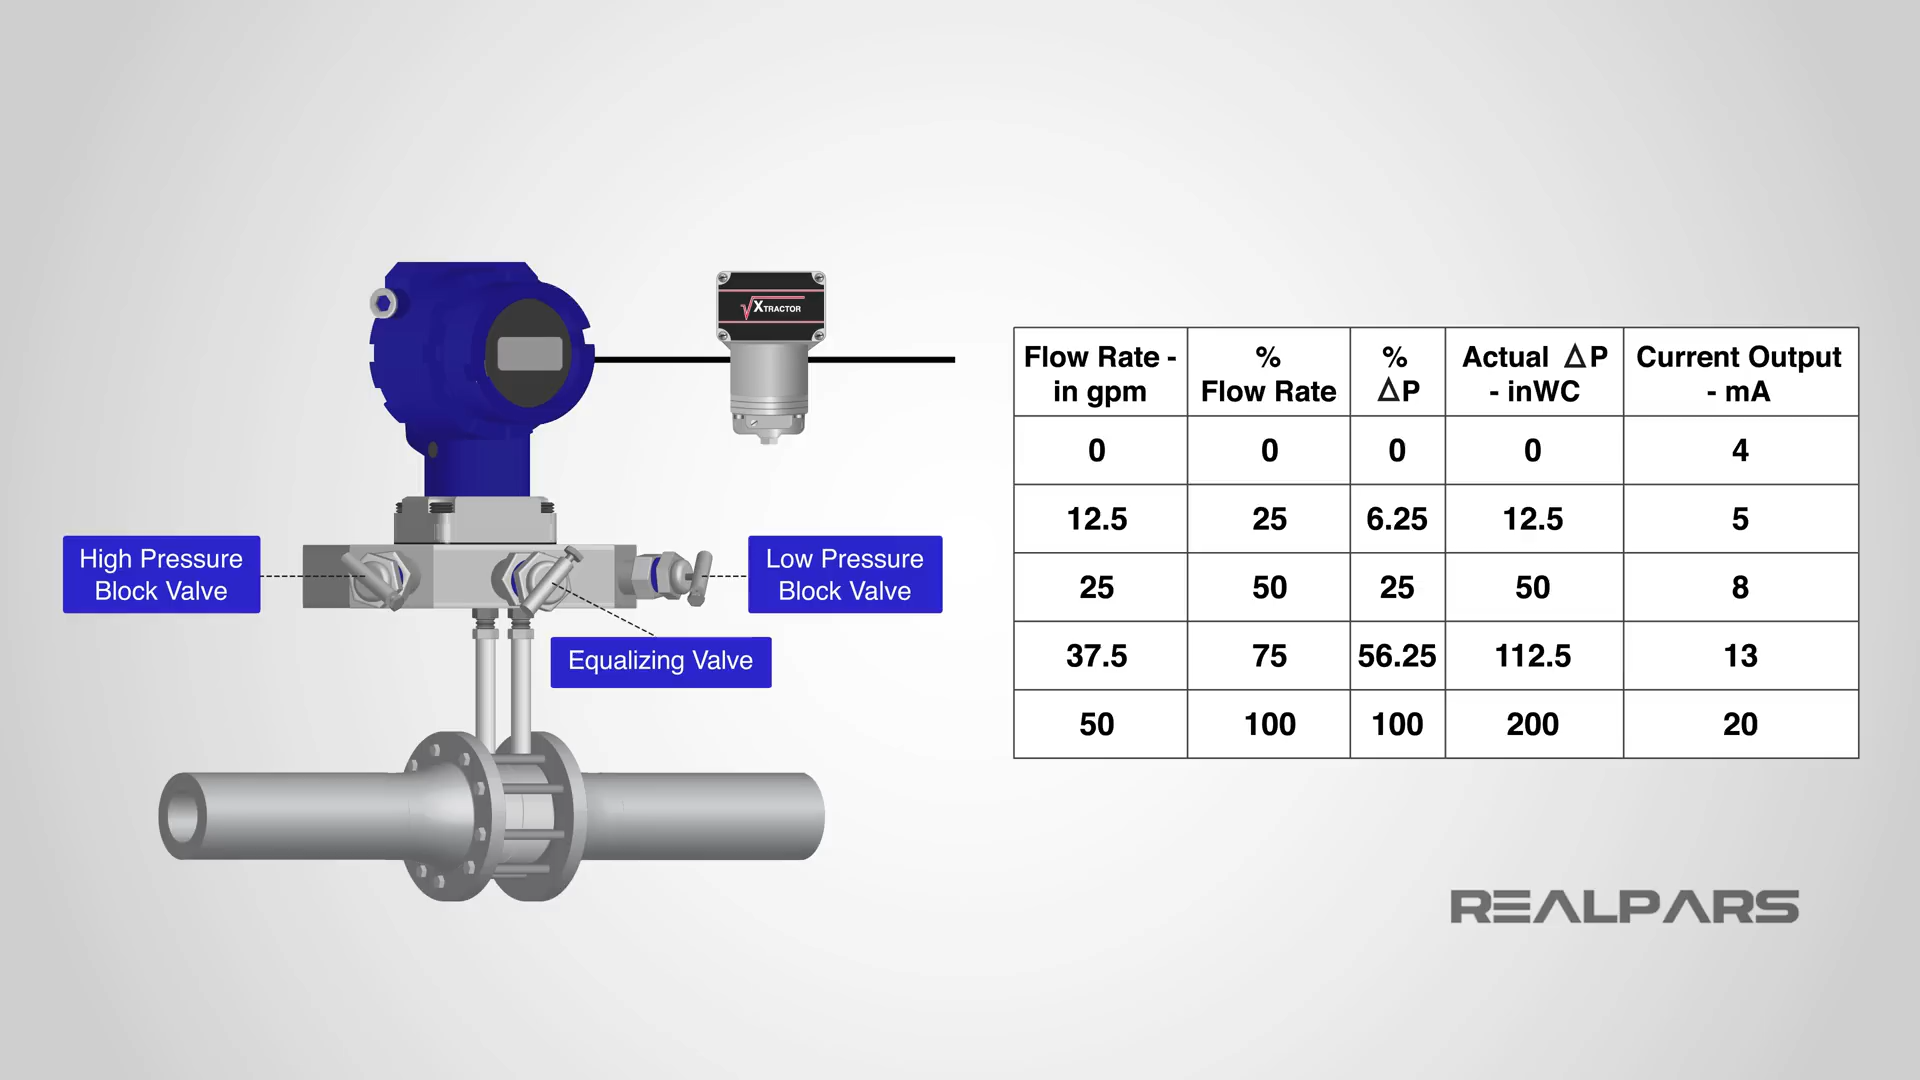 √XTRACTOR
High Pressure
Block Valve
Low Pressure
Block Valve
Equalizing Valve
Flow Rate -
in gpm
%
Flow Rate
%
ΔP
Actual ΔP
- inWC
Current Output
- mA
0 0 0 0 4
12.5 25 6.25 12.5 5
25 50 25 50 8
37.5 75 56.25 112.5 13
50 100 100 200 20
REALPARS